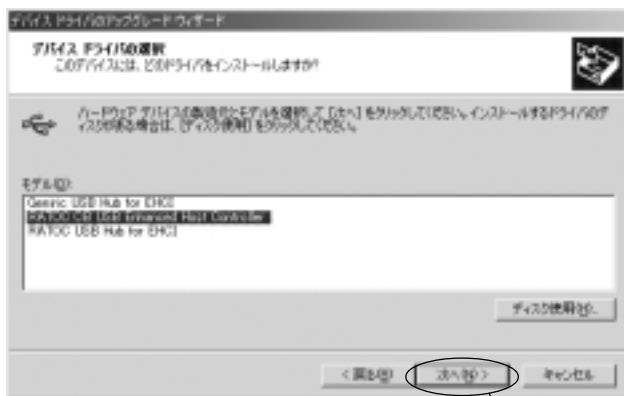 デバイス ドライバのアップグレード ウィザード
デバイス ドライバの選択
このデバイスには、どのドライバをインストールしますか?
ハードウェア デバイスの製造元とモデルを選択して [次へ] をクリックしてください。インストールするドライバのデ
ィスクがある場合は、[ディスク使用] をクリックしてください。
モデル(D):
Generic USB Hub for EHCI
RATOC CB USB Enhanced Host Controller
RATOC USB Hub for EHCI
ディスク使用(H)...
< 戻る(B)
次へ(N) >
キャンセル